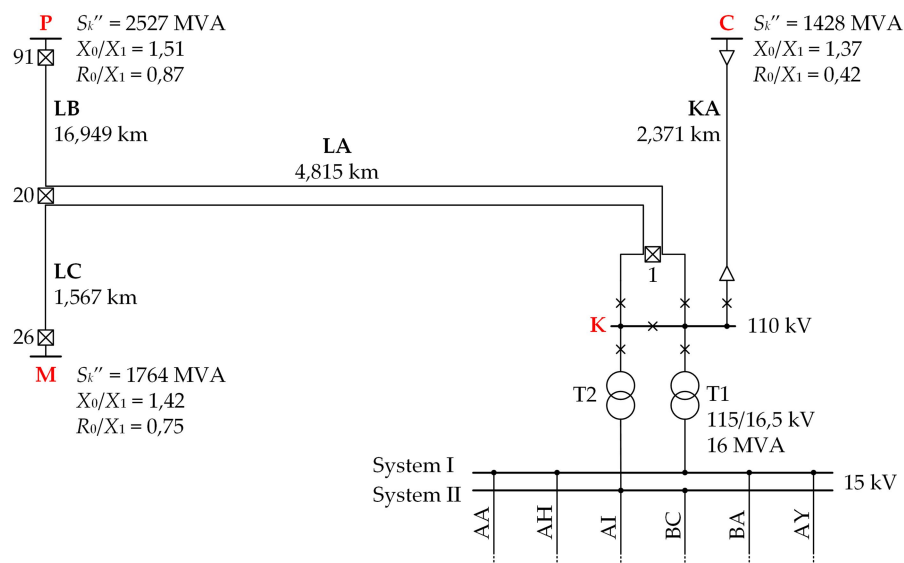 P
Sk″ = 2527 MVA
X0/X1 = 1,51
R0/X1 = 0,87
91
LB
16,949 km
C
Sk″ = 1428 MVA
X0/X1 = 1,37
R0/X1 = 0,42
KA
2,371 km
LA
4,815 km
20
1
LC
1,567 km
26
M
Sk″ = 1764 MVA
X0/X1 = 1,42
R0/X1 = 0,75
K
110 kV
T2
T1
115/16,5 kV
16 MVA
System I
System II
15 kV
AA
AH
AI
BC
BA
AY